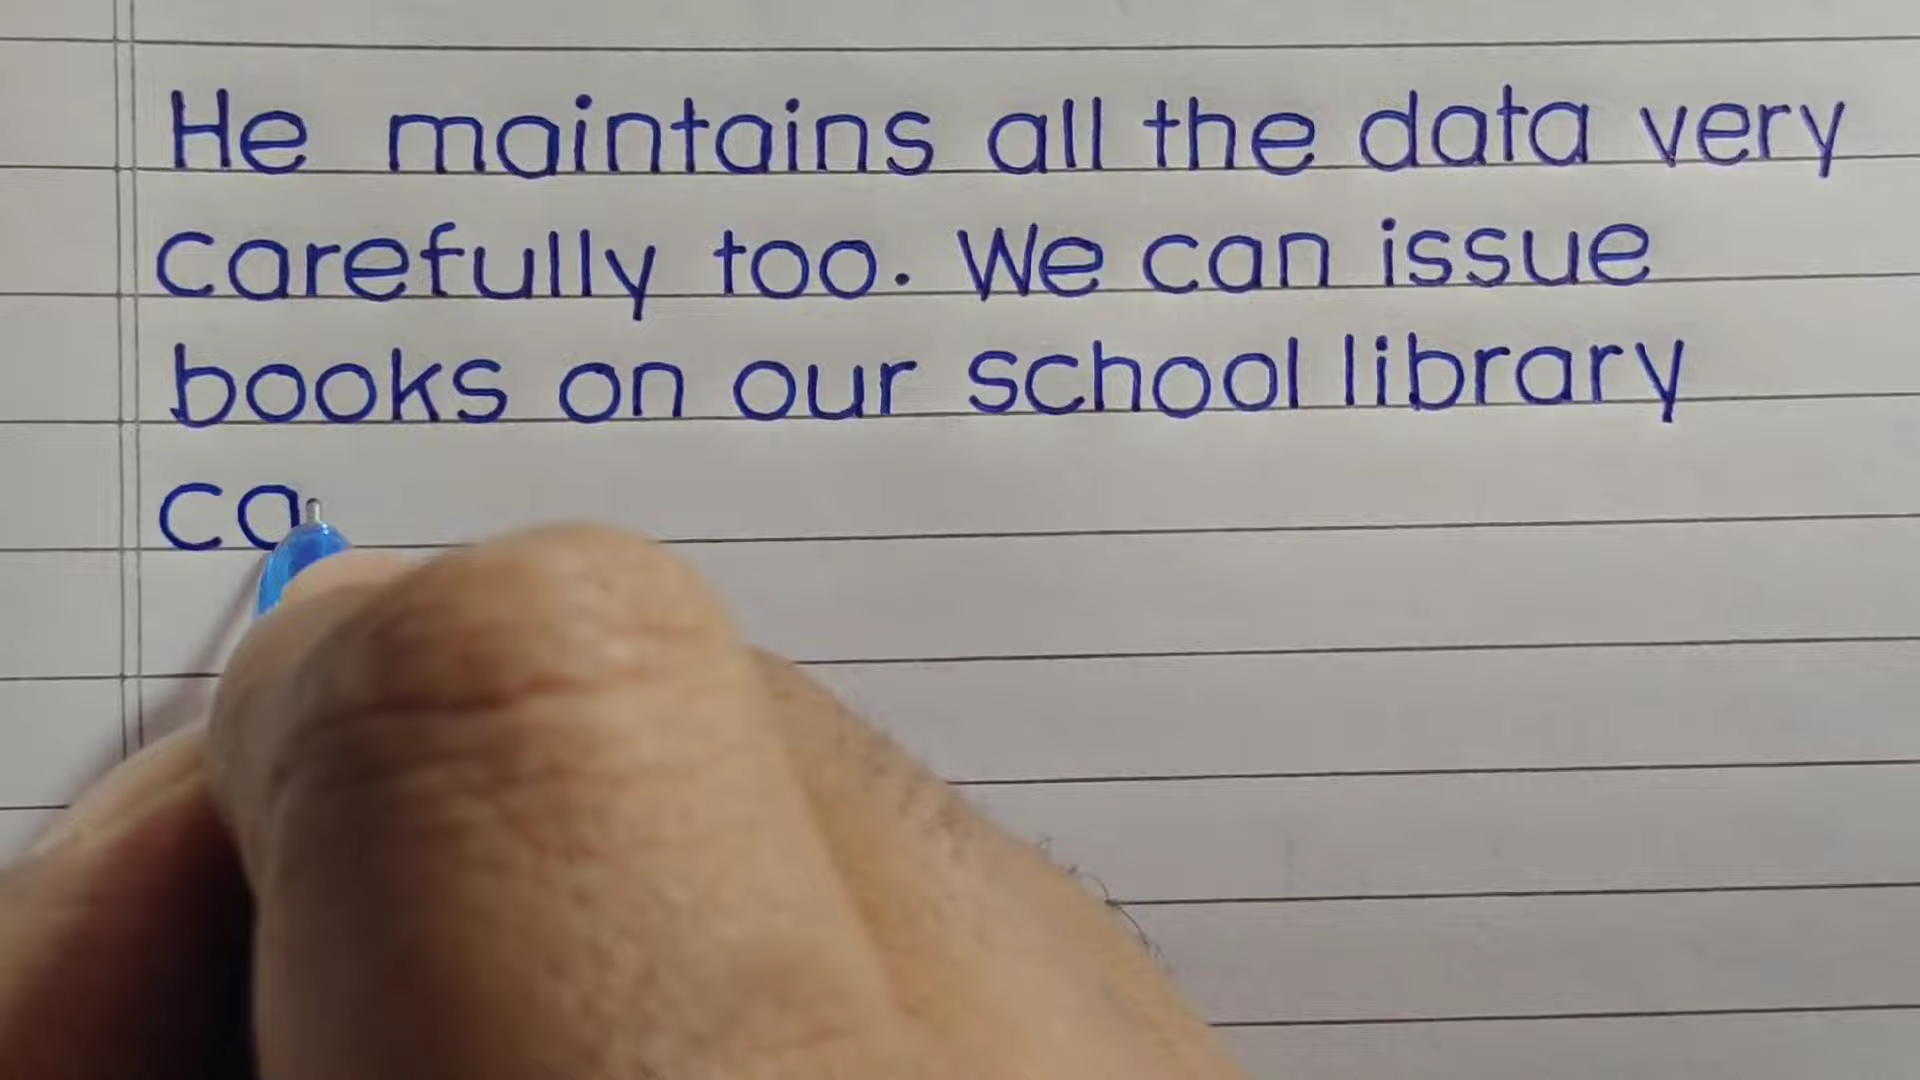 He maintains all the data very
carefully too. We can issue
books on our school library
ca